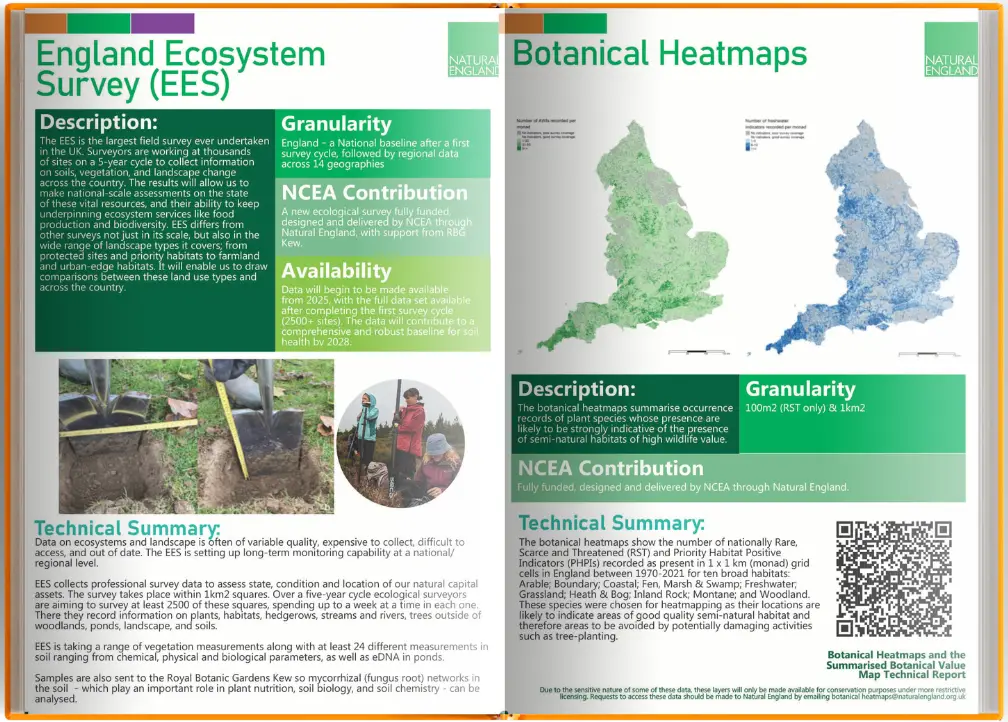 England Ecosystem
Survey (EES)
NATURAL
ENGLAND
Description:
The EES is the largest field survey ever undertaken
in the UK. Surveyors are working at thousands
of sites on a 5-year cycle to collect information
on soils, vegetation, and landscape change
across the country. The results will allow us to
make national-scale assessments on the state
of these vital resources, and their ability to keep
underpinning ecosystem services like food
production and biodiversity. EES differs from
other surveys not just in its scale, but also in the
wide range of landscape types it covers; from
protected sites and priority habitats to farmland
and urban-edge habitats. It will enable us to draw
comparisons between these land use types and
across the country.
Granularity
England - a National baseline after a first
survey cycle, followed by regional data
across 14 geographies
NCEA Contribution
A new ecological survey fully funded,
designed and delivered by NCEA through
Natural England, with support from RBG
Kew.
Availability
Data will begin to be made available
from 2025, with the full data set available
after completing the first survey cycle
(2500+ sites). The data will contribute to a
comprehensive and robust baseline for soil
health by 2028.
Technical Summary:
Data on ecosystems and landscape is often of variable quality, expensive to collect, difficult to
access, and out of date. The EES is setting up long-term monitoring capability at a national/
regional level.
EES collects professional survey data to assess state, condition and location of our natural capital
assets. The survey takes place within 1km2 squares. Over a five-year cycle ecological surveyors
are aiming to survey at least 2500 of these squares, spending up to a week at a time in each one.
There they record information on plants, habitats, hedgerows, streams and rivers, trees outside of
woodlands, ponds, landscape, and soils.
EES is taking a range of vegetation measurements along with at least 24 different measurements in
soil ranging from chemical, physical and biological parameters, as well as eDNA in ponds.
Samples are also sent to the Royal Botanic Gardens Kew so mycorrhizal (fungus root) networks in
the soil - which play an important role in plant nutrition, soil biology, and soil chemistry - can be
analysed.
Botanical Heatmaps
NATURAL
ENGLAND
Number of AWIs recorded per
monad
Number of freshwater
indicators recorded per monad
Description:
The botanical heatmaps summarise occurrence
records of plant species whose presence are
likely to be strongly indicative of the presence
of semi-natural habitats of high wildlife value.
Granularity
100m2 (RST only) & 1km2
NCEA Contribution
Fully funded, designed and delivered by NCEA through Natural England.
Technical Summary:
The botanical heatmaps show the number of nationally Rare,
Scarce and Threatened (RST) and Priority Habitat Positive
Indicators (PHPIs) recorded as present in 1 x 1 km (monad) grid
cells in England between 1970-2021 for ten broad habitats:
Arable; Boundary; Coastal; Fen, Marsh & Swamp; Freshwater;
Grassland; Heath & Bog; Inland Rock; Montane; and Woodland.
These species were chosen for heatmapping as their locations are
likely to indicate areas of good quality semi-natural habitat and
therefore areas to be avoided by potentially damaging activities
such as tree-planting.
Botanical Heatmaps and the
Summarised Botanical Value
Map Technical Report
Due to the sensitive nature of some of these data, these layers will only be made available for conservation purposes under more restrictive
licensing. Requests to access these data should be made to Natural England by emailing botanical heatmaps@naturalengland.org.uk